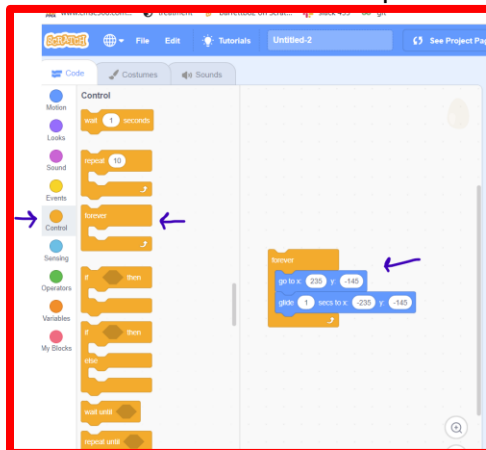 SCRATCH File Edit Tutorials Untitled-2 See Project Pa
Code Costumes Sounds
Motion
Looks
Sound
Events
Control
Sensing
Operators
Variables
My Blocks
Control
wait 1 seconds
repeat 10
forever
if then
if then
else
wait until
repeat until
forever
go to x: 235 y: -145
glide 1 secs to x: -235 y: -145